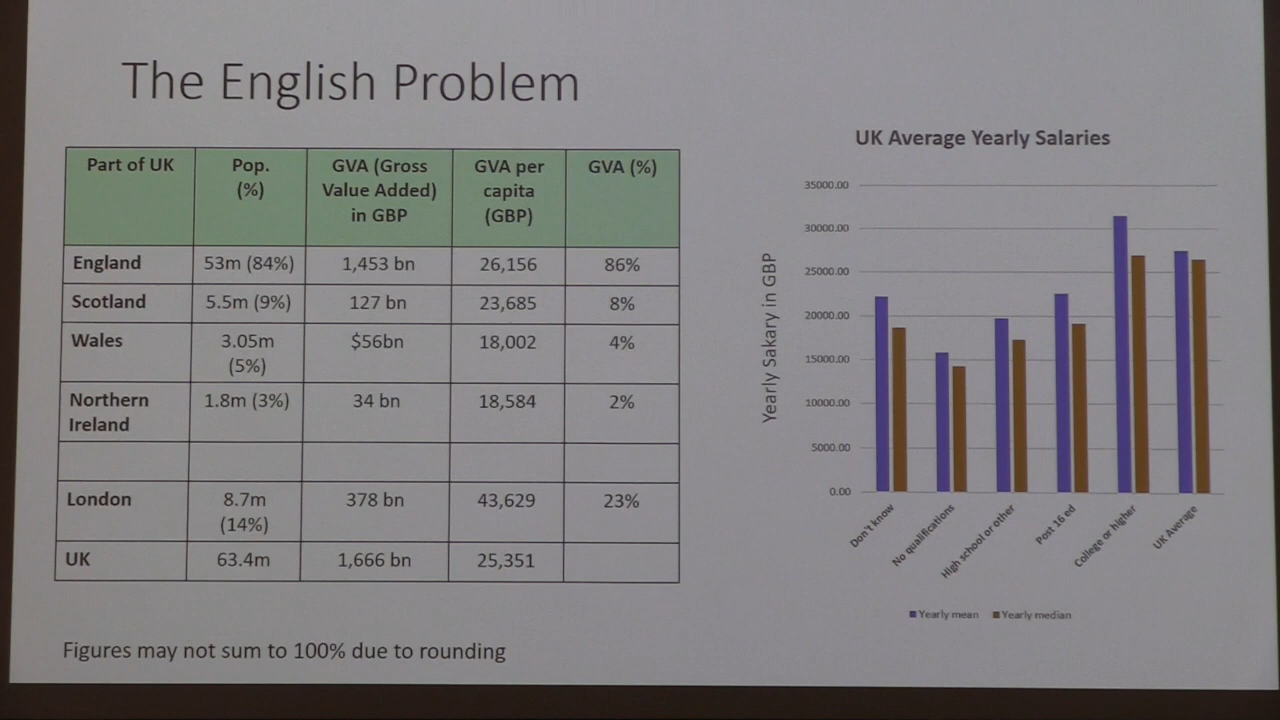 The English Problem
Part of UK
Pop.
(%)
GVA (Gross
Value Added)
in GBP
GVA per
capita
(GBP)
GVA (%)
England
53m (84%)
1,453 bn
26,156
86%
Scotland
5.5m (9%)
127 bn
23,685
8%
Wales
3.05m
(5%)
$56bn
18,002
4%
Northern
Ireland
1.8m (3%)
34 bn
18,584
2%
London
8.7m
(14%)
378 bn
43,629
23%
UK
63.4m
1,666 bn
25,351
Figures may not sum to 100% due to rounding
UK Average Yearly Salaries
Yearly Sakary in GBP
35000.00
30000.00
25000.00
20000.00
15000.00
10000.00
5000.00
0.00
Don't know
No qualifications
High school or other
Post 16 ed
College or higher
UK Average
Yearly mean
Yearly median